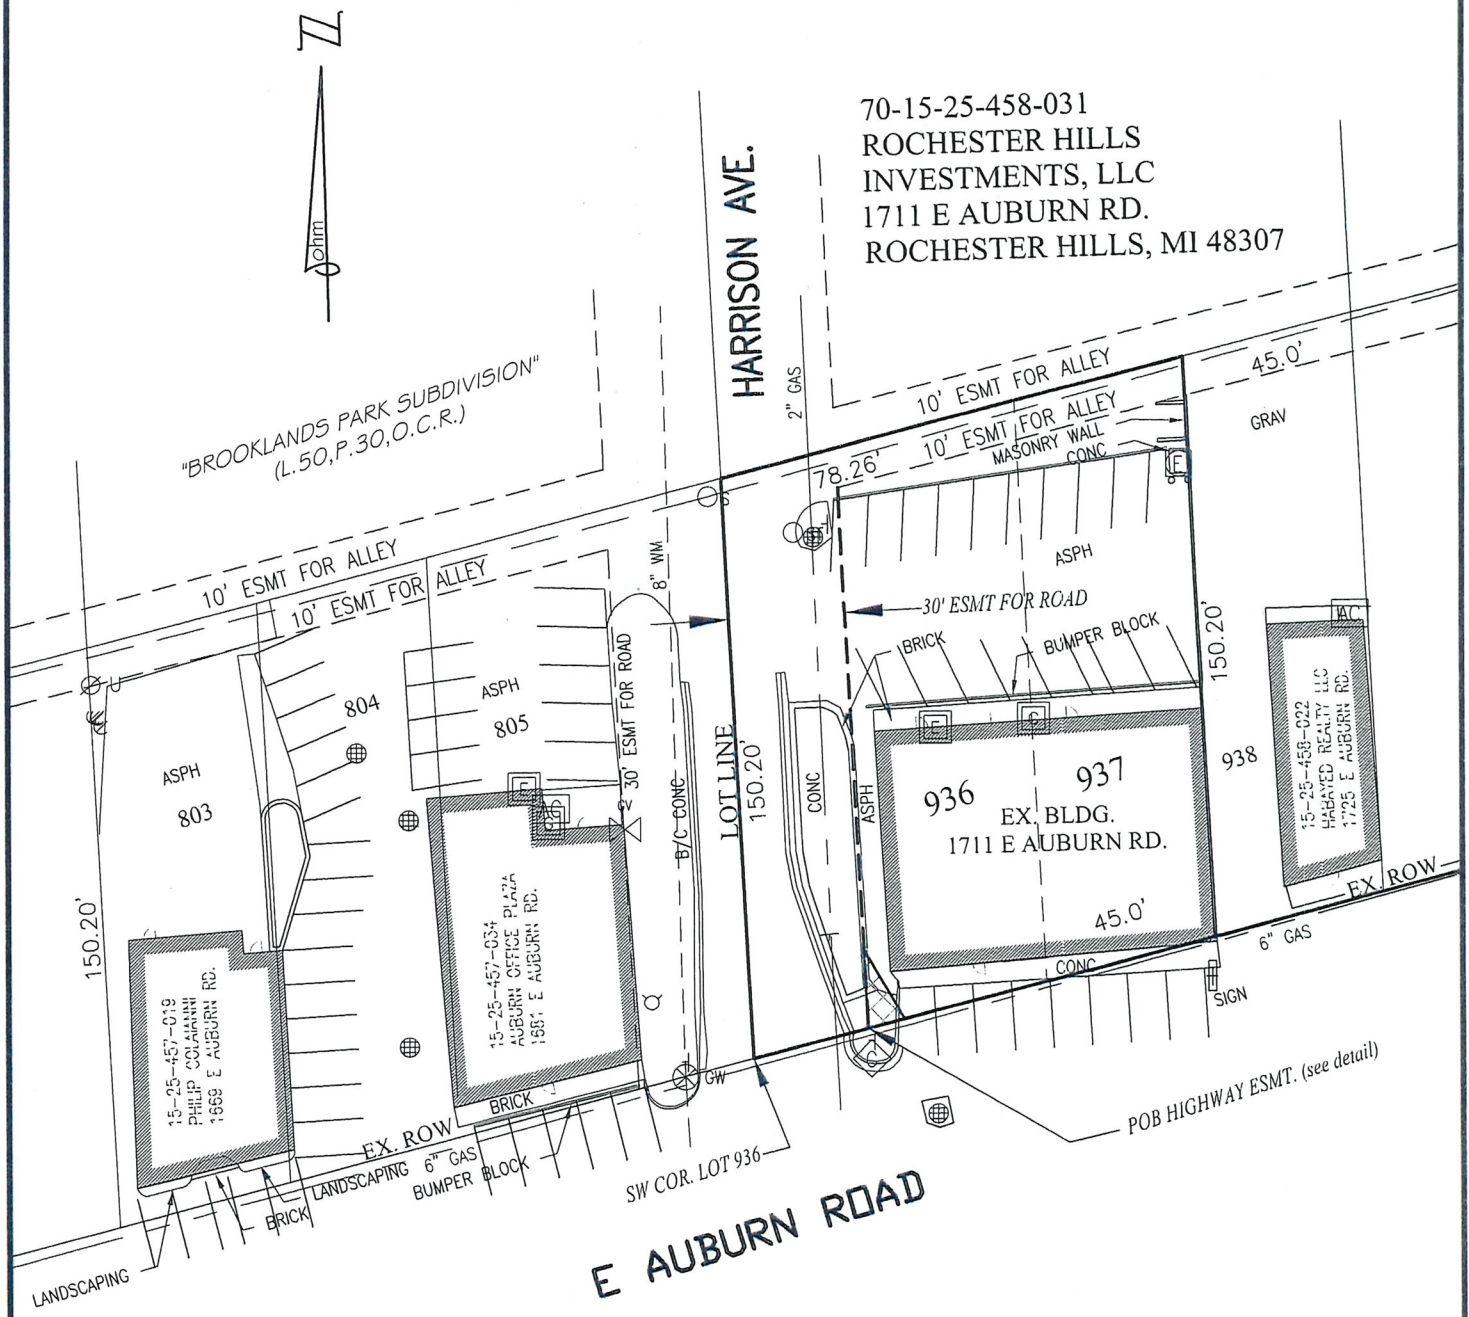 N
ohm
70-15-25-458-031
ROCHESTER HILLS
INVESTMENTS, LLC
1711 E AUBURN RD.
ROCHESTER HILLS, MI 48307
HARRISON AVE.
"BROOKLANDS PARK SUBDIVISION"
(L.50,P.30,O.C.R.)
2" GAS
10' ESMT FOR ALLEY
10' ESMT FOR ALLEY
45.0'
GRAV
MASONRY WALL
CONC
78.26'
E
S
10' ESMT FOR ALLEY
10' ESMT FOR ALLEY
8" WM
ASPH
30' ESMT FOR ROAD
BRICK
BUMPER BLOCK
150.20'
AC
804
ASPH
805
30' ESMT FOR ROAD
LOT LINE
150.20'
B/C CONC
CONC
ASPH
E
G
936
937
EX. BLDG.
1711 E AUBURN RD.
45.0'
938
15-25-458-022
HABAYEB REALTY LLC
1725 E AUBURN RD.
ASPH
803
150.20'
E
AC
15-25-457-034
AUBURN OFFICE PLAZA
1681 E AUBURN RD.
15-25-457-019
PHILIP COLAIANNI
1669 E AUBURN RD.
EX. ROW
6" GAS
CONC
SIGN
GW
BRICK
EX. ROW
LANDSCAPING
6" GAS
BUMPER BLOCK
BRICK
LANDSCAPING
SW COR. LOT 936
POB HIGHWAY ESMT. (see detail)
E AUBURN ROAD